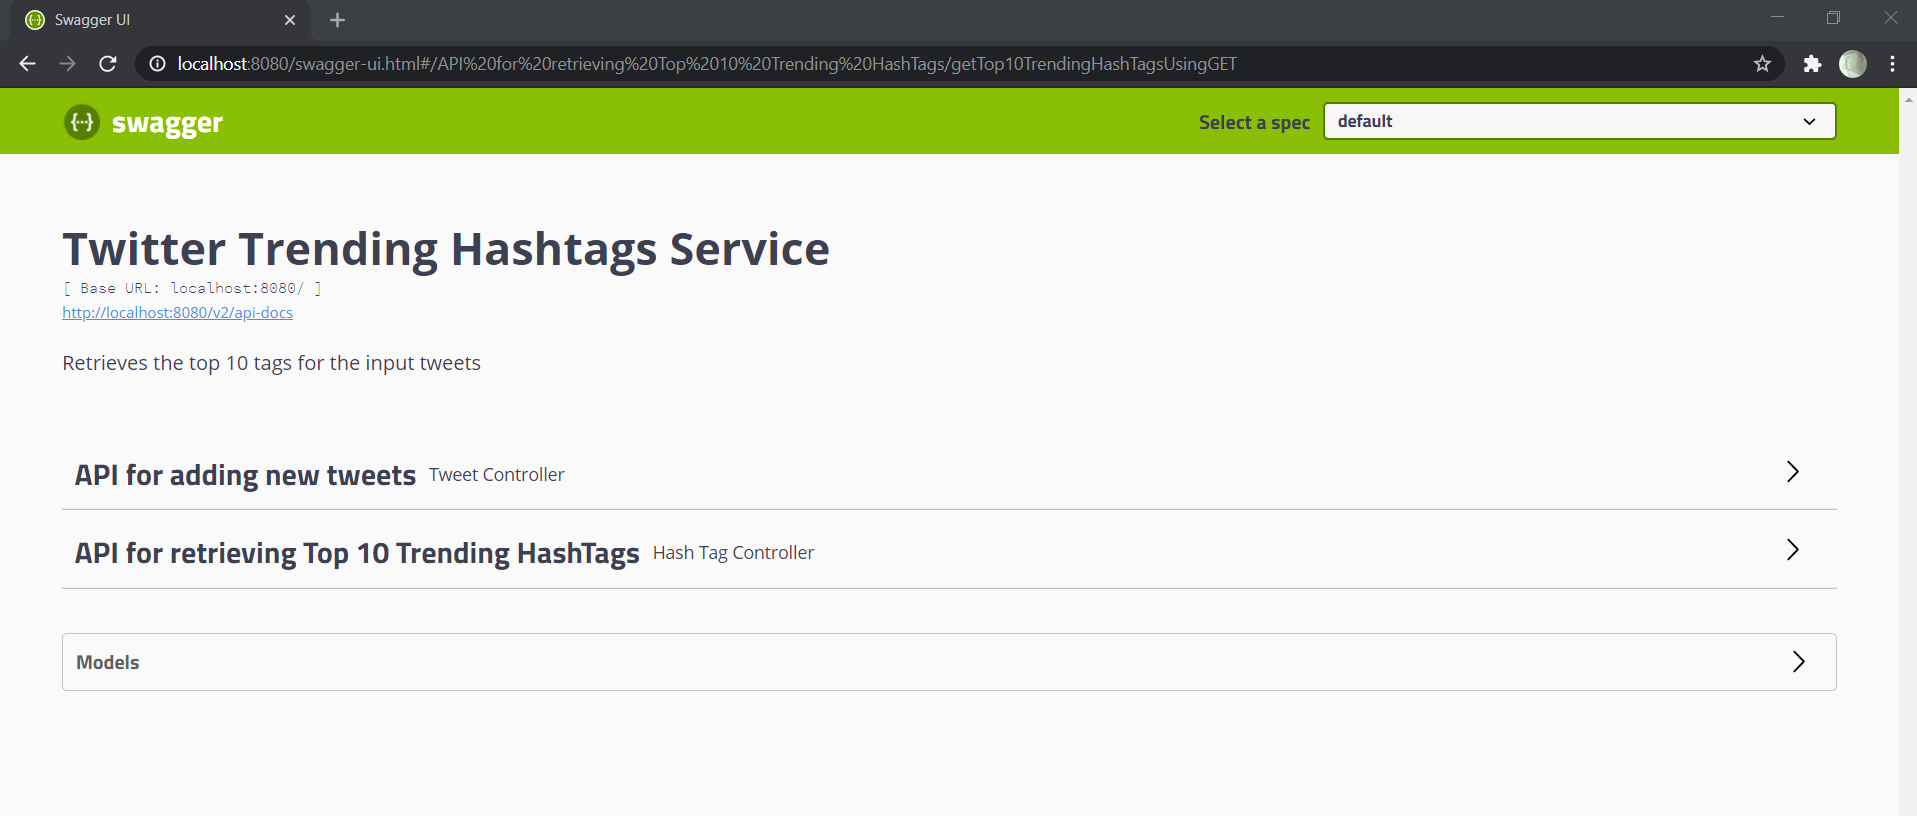 Swagger UI
localhost:8080/swagger-ui.html#/API%20for%20retrieving%20Top%2010%20Trending%20HashTags/getTop10TrendingHashTagsUsingGET
swagger
Select a spec
default
Twitter Trending Hashtags Service
[ Base URL: localhost:8080/ ]
http://localhost:8080/v2/api-docs
Retrieves the top 10 tags for the input tweets
API for adding new tweets Tweet Controller
API for retrieving Top 10 Trending HashTags Hash Tag Controller
Models